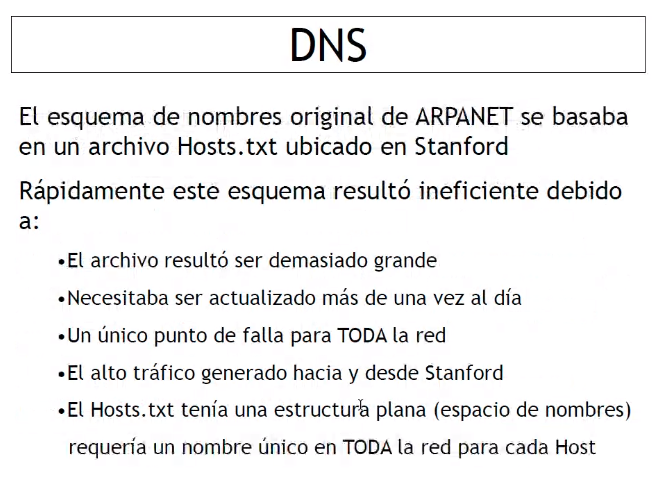 DNS
El esquema de nombres original de ARPANET se basaba
en un archivo Hosts.txt ubicado en Stanford
Rápidamente este esquema resultó ineficiente debido
a:
•El archivo resultó ser demasiado grande
•Necesitaba ser actualizado más de una vez al día
•Un único punto de falla para TODA la red
•El alto tráfico generado hacia y desde Stanford
•El Hosts.txt tenía una estructura plana (espacio de nombres)
requería un nombre único en TODA la red para cada Host